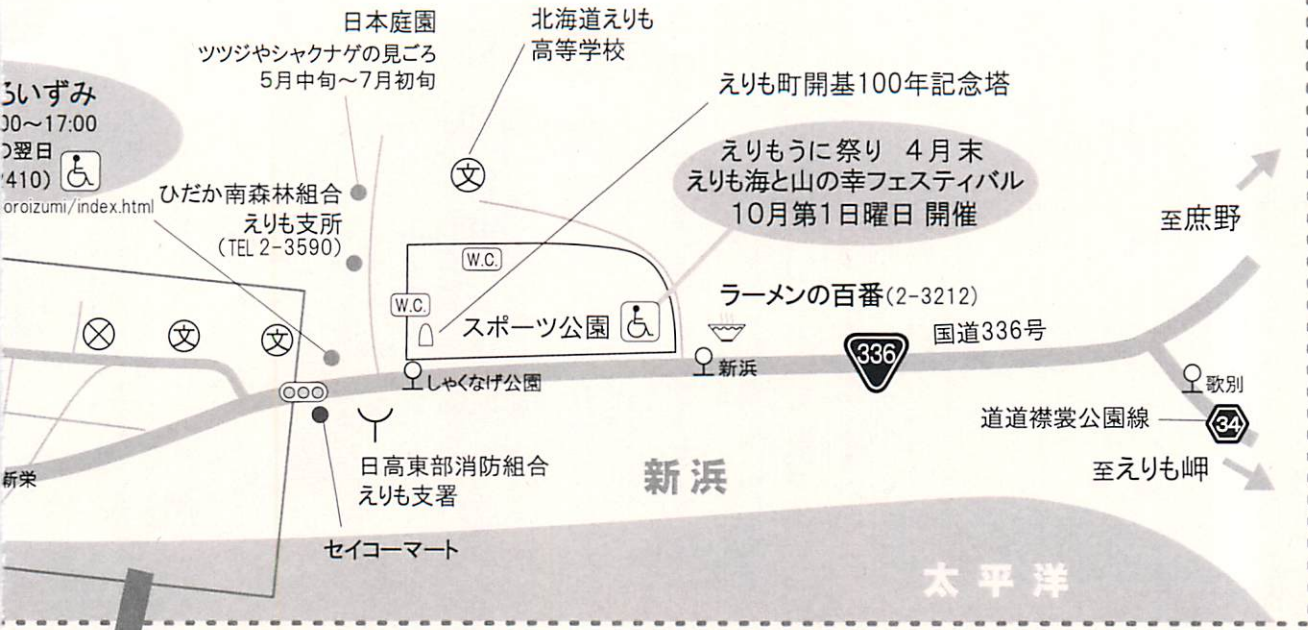 日本庭園
ツツジやシャクナゲの見ごろ
5月中旬～7月初旬
北海道えりも
高等学校
えりも町開基100年記念塔
ろいずみ
00～17:00
の翌日
410)
oroizumi/index.html
文
えりもうに祭り 4月末
えりも海と山の幸フェスティバル
10月第1日曜日 開催
ひだか南森林組合
えりも支所
(TEL 2-3590)
至庶野
W.C.
W.C.
スポーツ公園
ラーメンの百番(2-3212)
国道336号
336
文
文
しゃくなげ公園
新浜
歌別
道道襟裳公園線
34
至えりも岬
新栄
日高東部消防組合
えりも支署
新浜
セイコーマート
太平洋